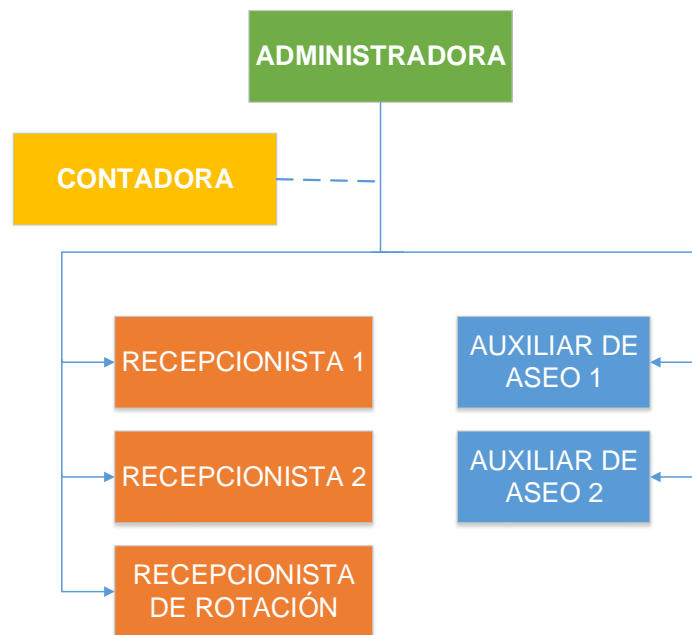 ADMINISTRADORA
CONTADORA
RECEPCIONISTA 1
AUXILIAR DE
ASEO 1
RECEPCIONISTA 2
AUXILIAR DE
ASEO 2
RECEPCIONISTA
DE ROTACIÓN